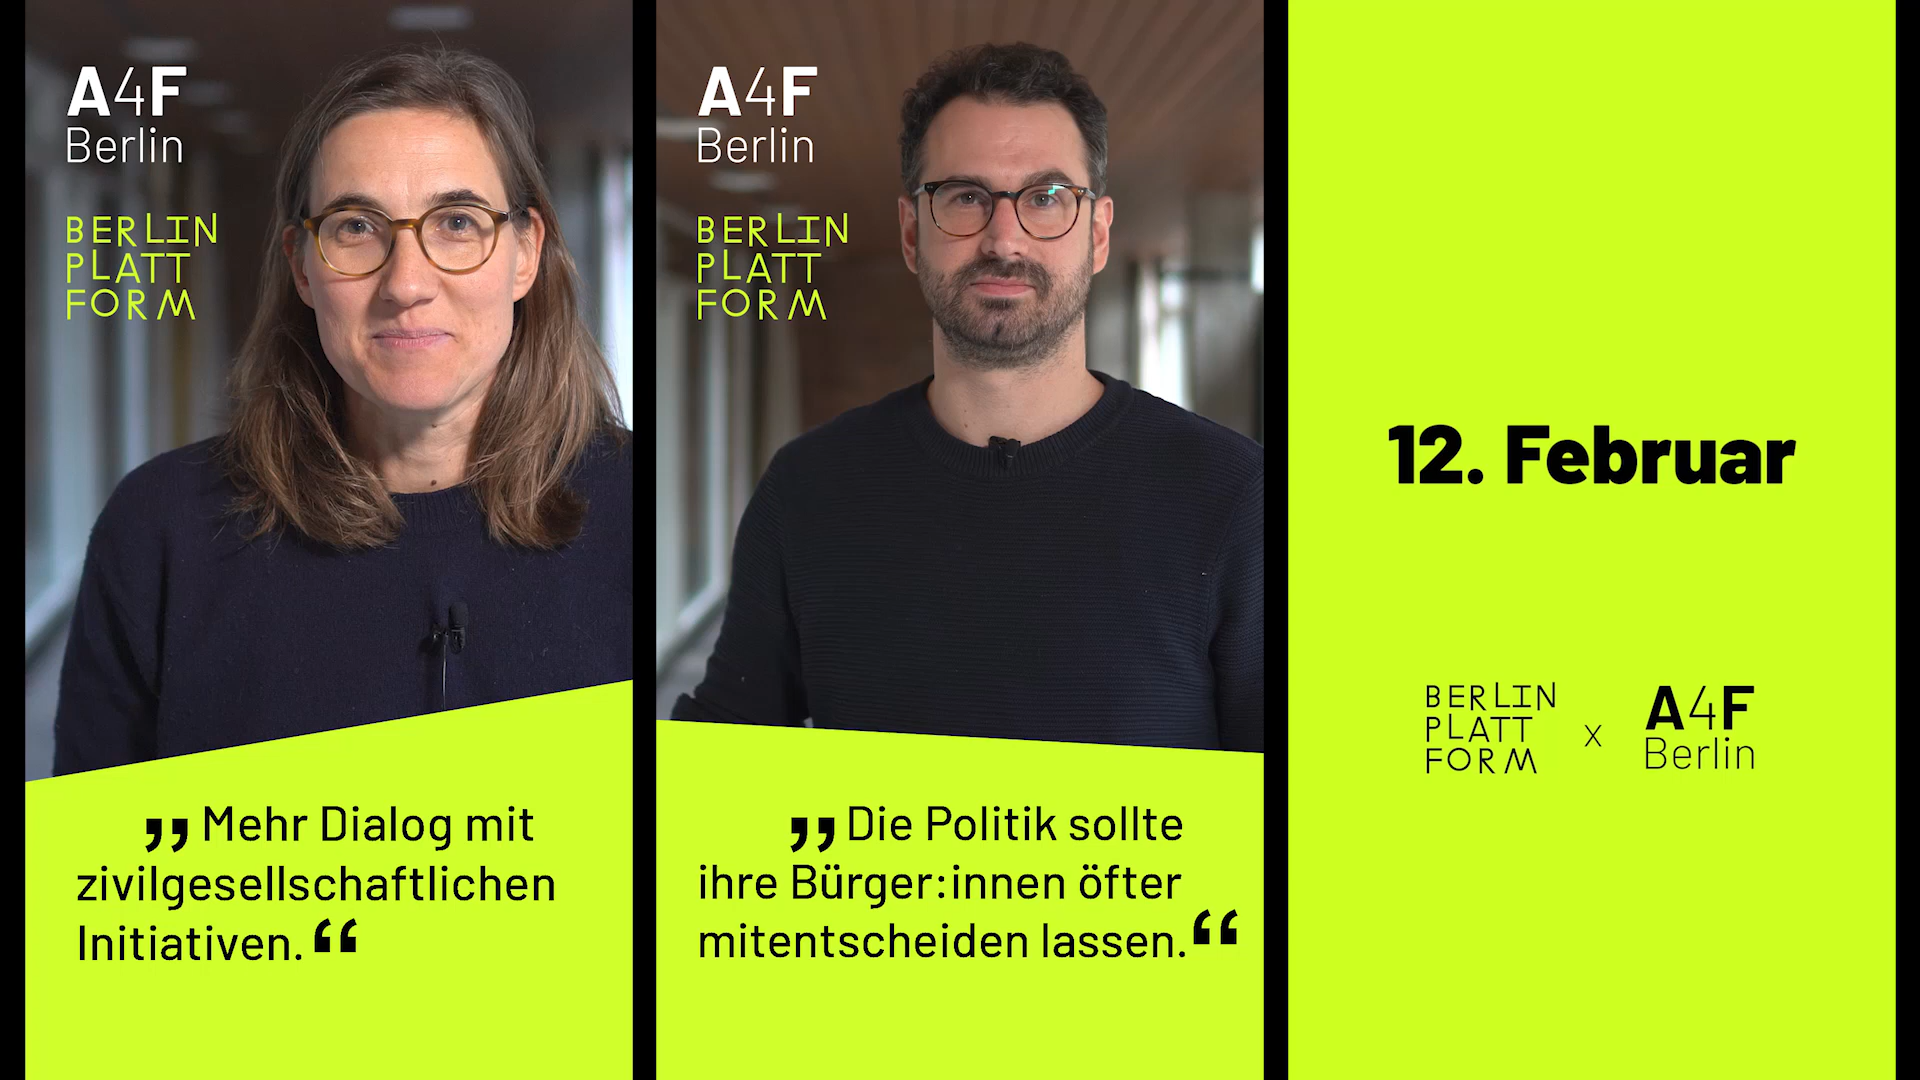 A4F
Berlin
BERLIN
PLATT
FORM
„Mehr Dialog mit
zivilgesellschaftlichen
Initiativen.“
A4F
Berlin
BERLIN
PLATT
FORM
„Die Politik sollte
ihre Bürger:innen öfter
mitentscheiden lassen.“
12. Februar
BERLIN
PLATT
FORM
x
A4F
Berlin